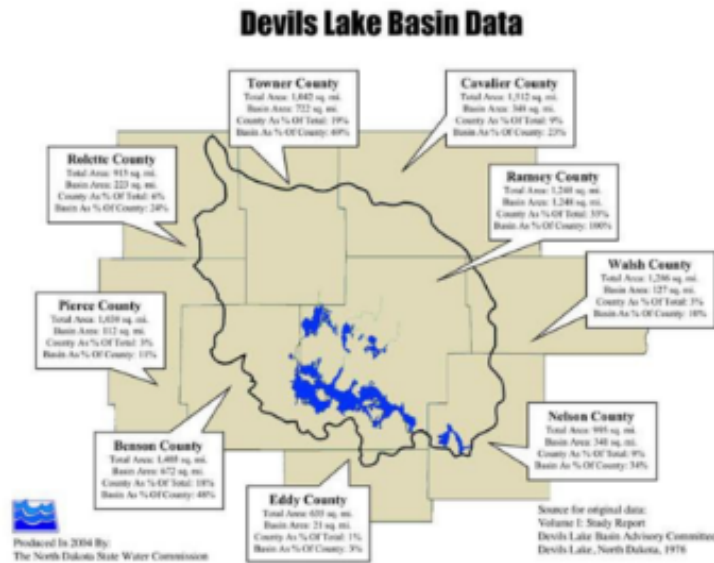 Devils Lake Basin Data
Towner County
Total Area: 1,042 sq. mi.
Basin Area: 722 sq. mi.
County As % Of Total: 19%
Basin As % Of County: 69%
Cavalier County
Total Area: 1,512 sq. mi.
Basin Area: 348 sq. mi.
County As % Of Total: 9%
Basin As % Of County: 23%
Rolette County
Total Area: 915 sq. mi.
Basin Area: 223 sq. mi.
County As % Of Total: 6%
Basin As % Of County: 24%
Ramsey County
Total Area: 1,248 sq. mi.
Basin Area: 1,248 sq. mi.
County As % Of Total: 33%
Basin As % Of County: 100%
Walsh County
Total Area: 1,286 sq. mi.
Basin Area: 127 sq. mi.
County As % Of Total: 3%
Basin As % Of County: 10%
Pierce County
Total Area: sq. mi.
Basin Area: 112 sq. mi.
County As % Of Total: 3%
Basin As % Of County: 11%
Nelson County
Total Area: 995 sq. mi.
Basin Area: sq. mi.
County As % Of Total: 9%
Basin As % Of County: 34%
Benson County
Total Area: sq. mi.
Basin Area: 672 sq. mi.
County As % Of Total: 18%
Basin As % Of County: 48%
Eddy County
Total Area: sq. mi.
Basin Area: 21 sq. mi.
County As % Of Total: 1%
Basin As % Of County: 3%
Produced In 2004 By:
The North Dakota State Water Commission
Source for original data:
Volume I: Study Report
Devils Lake Basin Advisory Committee
Devils Lake, North Dakota, 1976